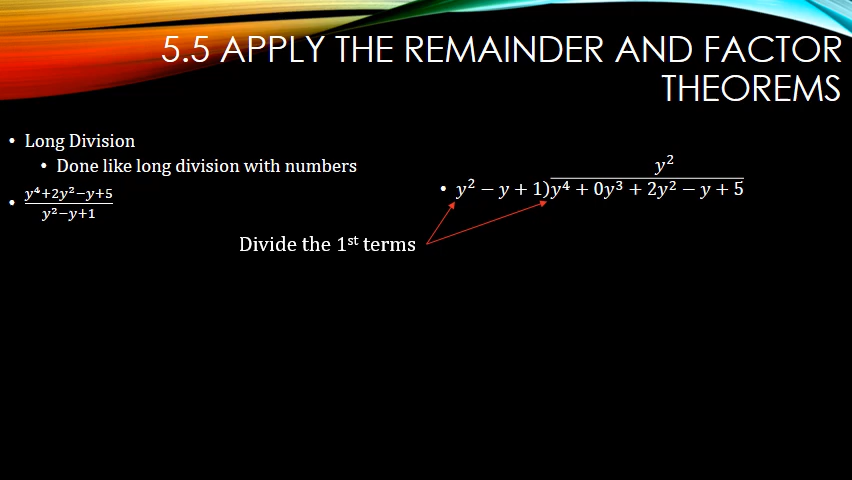 5.5 APPLY THE REMAINDER AND FACTOR
THEOREMS
• Long Division
• Done like long division with numbers
• y⁴+2y²−y+5
y²−y+1
y²
• y² − y + 1)y⁴ + 0y³ + 2y² − y + 5
Divide the 1ˢᵗ terms